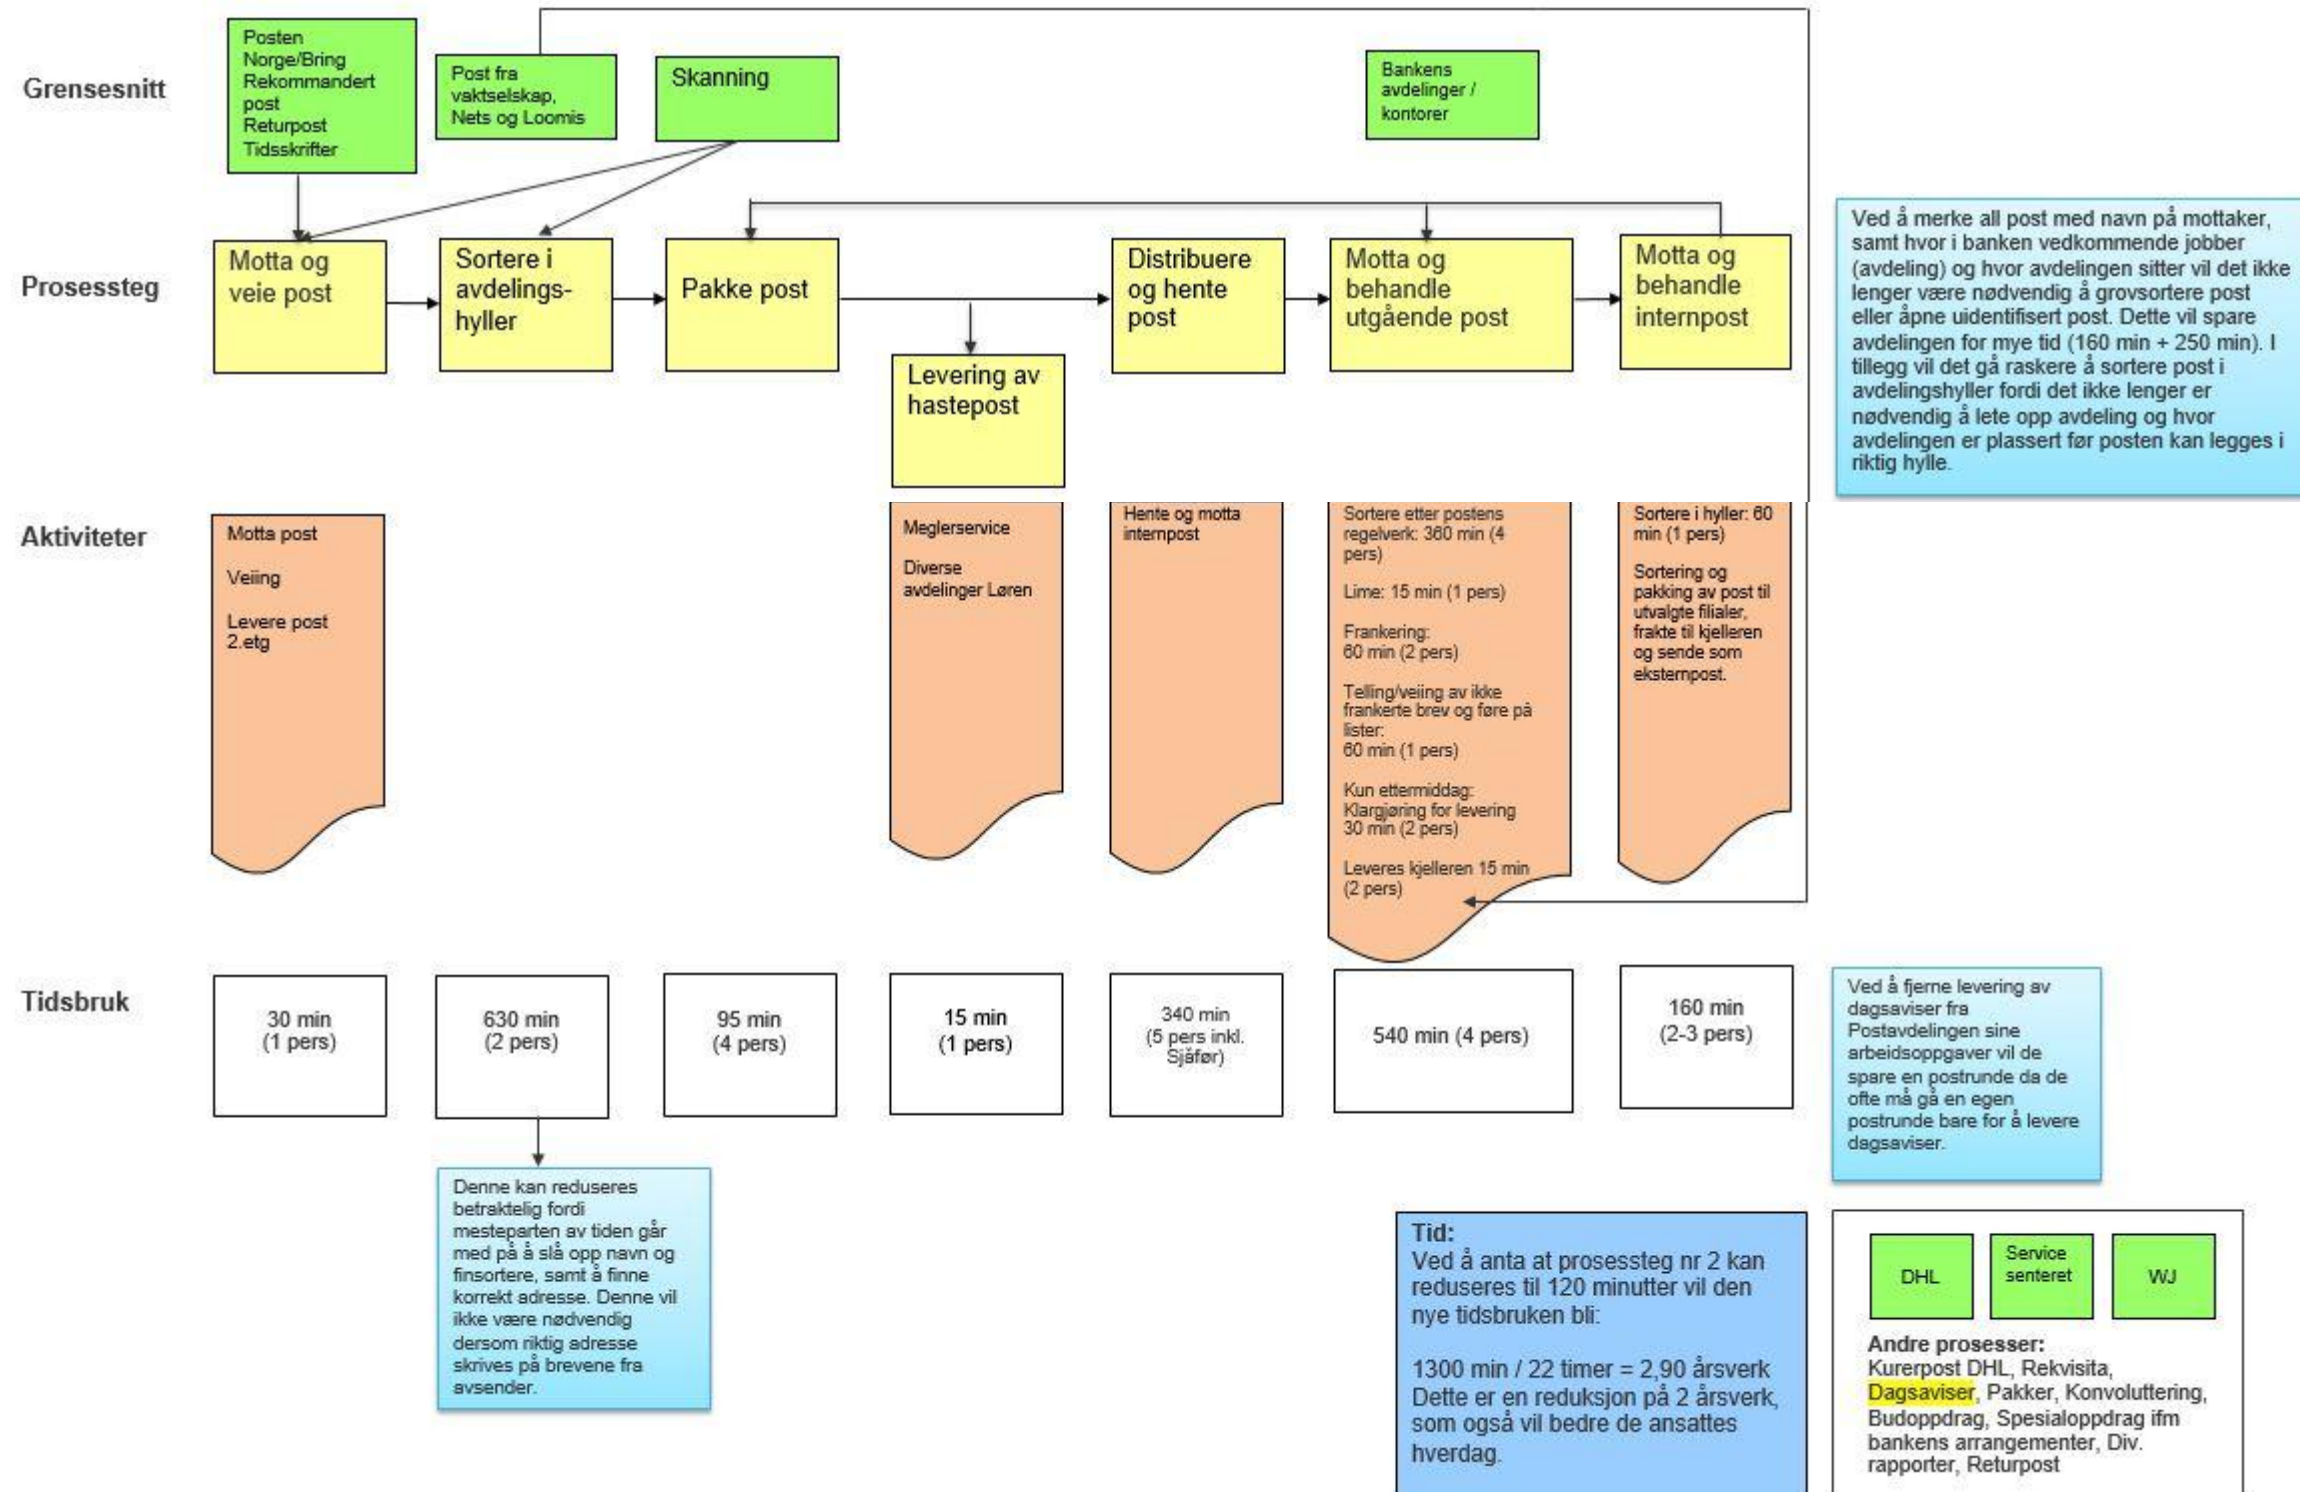 Grensesnitt
Posten
Norge/Bring
Rekommandert
post
Returpost
Tidsskrifter
Post fra
vaktselskap,
Nets og Loomis
Skanning
Bankens
avdelinger /
kontorer
Prosessteg
Motta og
veie post
Sortere i
avdelings-
hyller
Pakke post
Levering av
hastepost
Distribuere
og hente
post
Motta og
behandle
utgående post
Motta og
behandle
internpost
Ved å merke all post med navn på mottaker,
samt hvor i banken vedkommende jobber
(avdeling) og hvor avdelingen sitter vil det ikke
lenger være nødvendig å grovsortere post
eller åpne uidentifisert post. Dette vil spare
avdelingen for mye tid (160 min + 250 min). I
tillegg vil det gå raskere å sortere post i
avdelingshyller fordi det ikke lenger er
nødvendig å lete opp avdeling og hvor
avdelingen er plassert før posten kan legges i
riktig hylle.
Aktiviteter
Motta post
Veiing
Levere post
2.etg
Meglerservice
Diverse
avdelinger Løren
Hente og motta
internpost
Sortere etter postens
regelverk: 360 min (4
pers)
Lime: 15 min (1 pers)
Frankering:
60 min (2 pers)
Telling/veiing av ikke
frankerte brev og føre på
lister:
60 min (1 pers)
Kun ettermiddag:
Klargjøring for levering
30 min (2 pers)
Leveres kjelleren 15 min
(2 pers)
Sortere i hyller: 60
min (1 pers)
Sortering og
pakking av post til
utvalgte filialer,
frakte til kjelleren
og sende som
eksternpost.
Tidsbruk
30 min
(1 pers)
630 min
(2 pers)
95 min
(4 pers)
15 min
(1 pers)
340 min
(5 pers inkl.
Sjåfør)
540 min (4 pers)
160 min
(2-3 pers)
Ved å fjerne levering av
dagsaviser fra
Postavdelingen sine
arbeidsoppgaver vil de
spare en postrunde da de
ofte må gå en egen
postrunde bare for å levere
dagsaviser.
Denne kan reduseres
betraktelig fordi
mesteparten av tiden går
med på å slå opp navn og
finsortere, samt å finne
korrekt adresse. Denne vil
ikke være nødvendig
dersom riktig adresse
skrives på brevene fra
avsender.
Tid:
Ved å anta at prosessteg nr 2 kan
reduseres til 120 minutter vil den
nye tidsbruken bli:
1300 min / 22 timer = 2,90 årsverk
Dette er en reduksjon på 2 årsverk,
som også vil bedre de ansattes
hverdag.
DHL
Service
senteret
WJ
Andre prosesser:
Kurerpost DHL, Rekvisita,
Dagsaviser, Pakker, Konvoluttering,
Budoppdrag, Spesialoppdrag ifm
bankens arrangementer, Div.
rapporter, Returpost